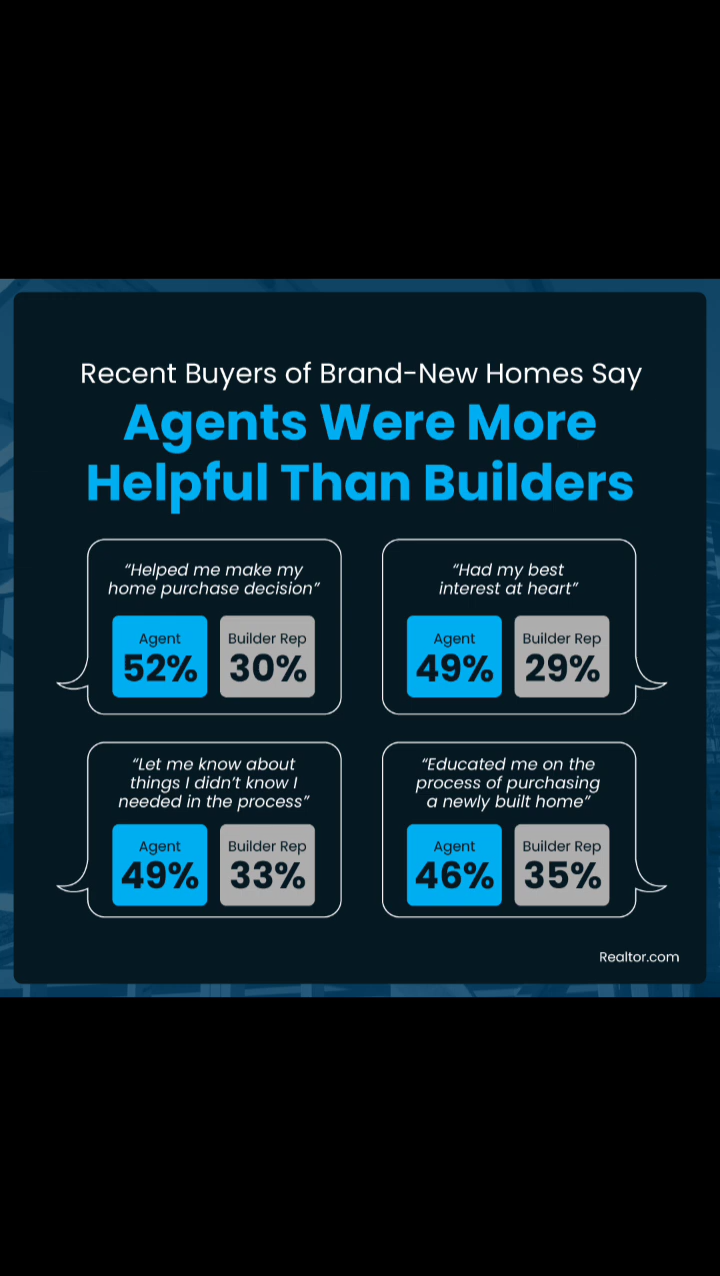 Recent Buyers of Brand-New Homes Say
Agents Were More
Helpful Than Builders
“Helped me make my
home purchase decision”
Agent
52%
Builder Rep
30%
“Had my best
interest at heart”
Agent
49%
Builder Rep
29%
“Let me know about
things I didn’t know I
needed in the process”
Agent
49%
Builder Rep
33%
“Educated me on the
process of purchasing
a newly built home”
Agent
46%
Builder Rep
35%
Realtor.com